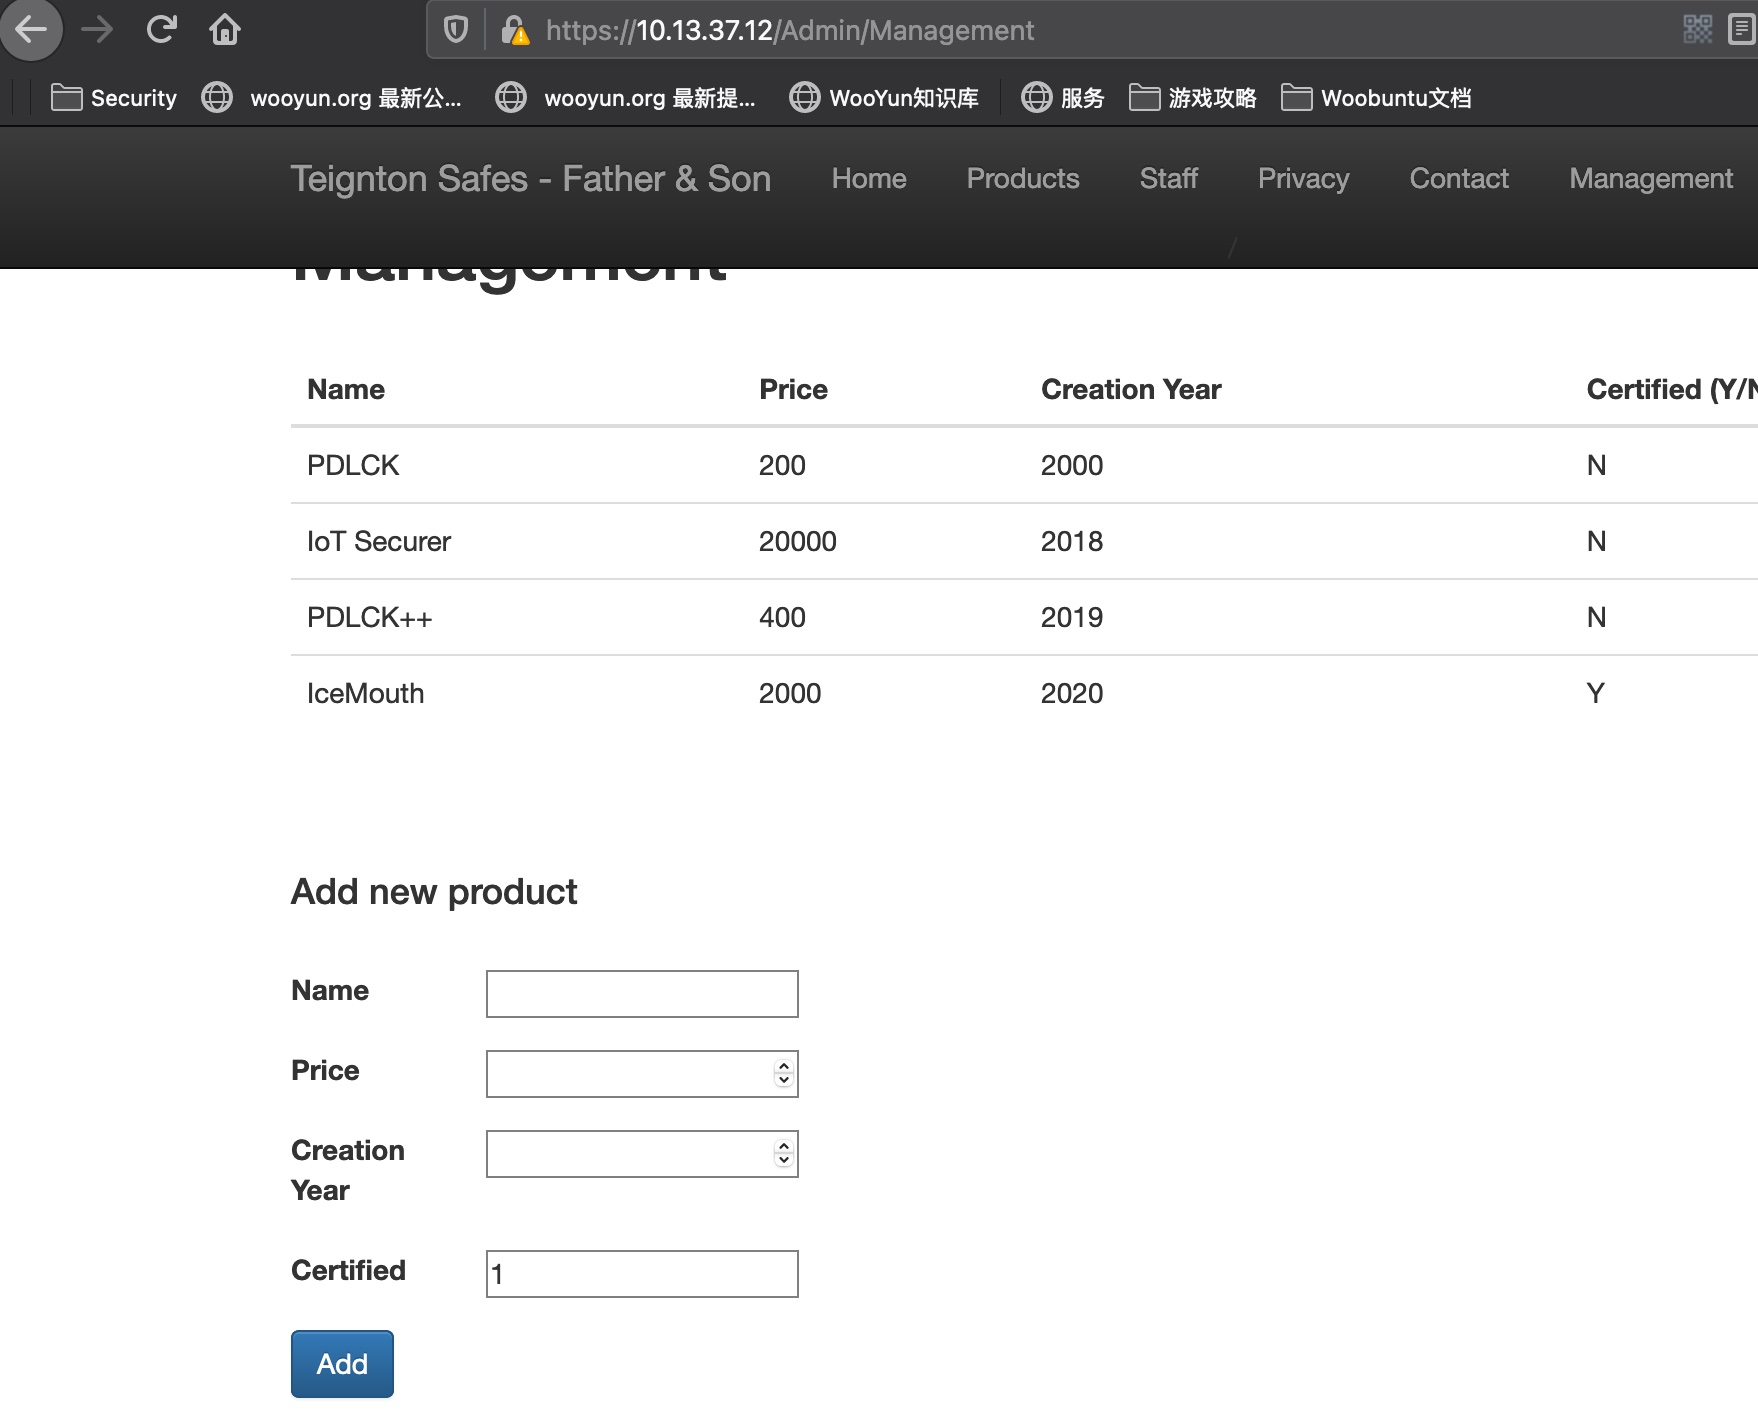 https://10.13.37.12/Admin/Management
Security wooyun.org 最新公... wooyun.org 最新提... WooYun知识库 服务 游戏攻略 Woobuntu文档
Teignton Safes - Father & Son Home Products Staff Privacy Contact Management
/
Management
Name Price Creation Year Certified (Y/N
PDLCK 200 2000 N
IoT Securer 20000 2018 N
PDLCK++ 400 2019 N
IceMouth 2000 2020 Y
Add new product
Name
Price
Creation
Year
Certified 1
Add